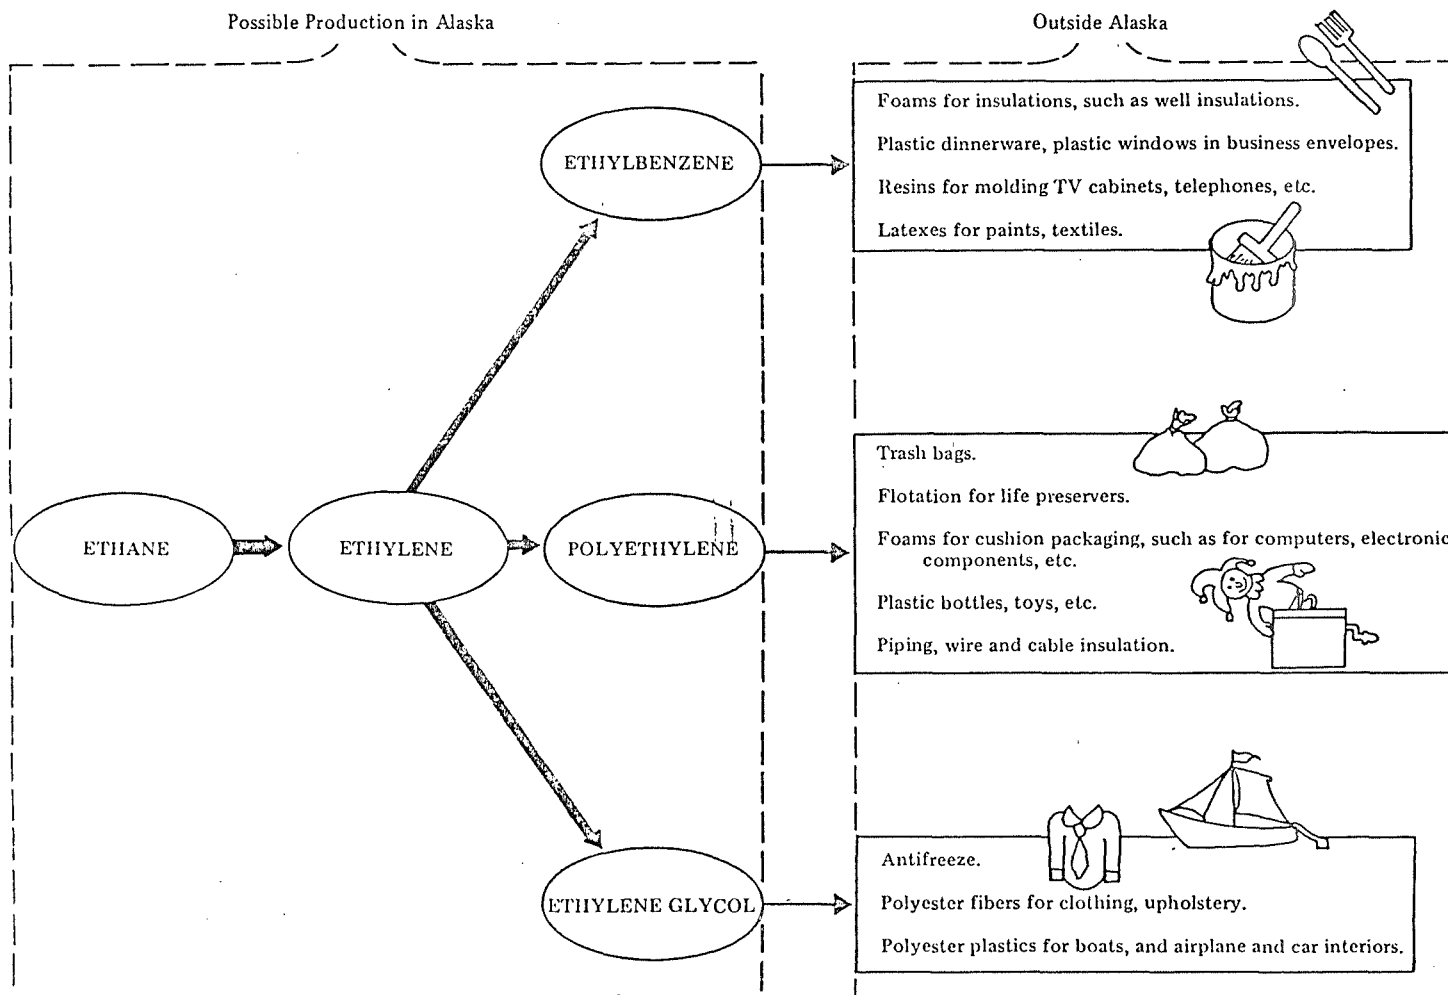 Possible Production in Alaska
Outside Alaska
ETHYLBENZENE
Foams for insulations, such as well insulations.
Plastic dinnerware, plastic windows in business envelopes.
Resins for molding TV cabinets, telephones, etc.
Latexes for paints, textiles.
ETHANE
ETHYLENE
POLYETHYLENE
Trash bags.
Flotation for life preservers.
Foams for cushion packaging, such as for computers, electronic
components, etc.
Plastic bottles, toys, etc.
Piping, wire and cable insulation.
ETHYLENE GLYCOL
Antifreeze.
Polyester fibers for clothing, upholstery.
Polyester plastics for boats, and airplane and car interiors.